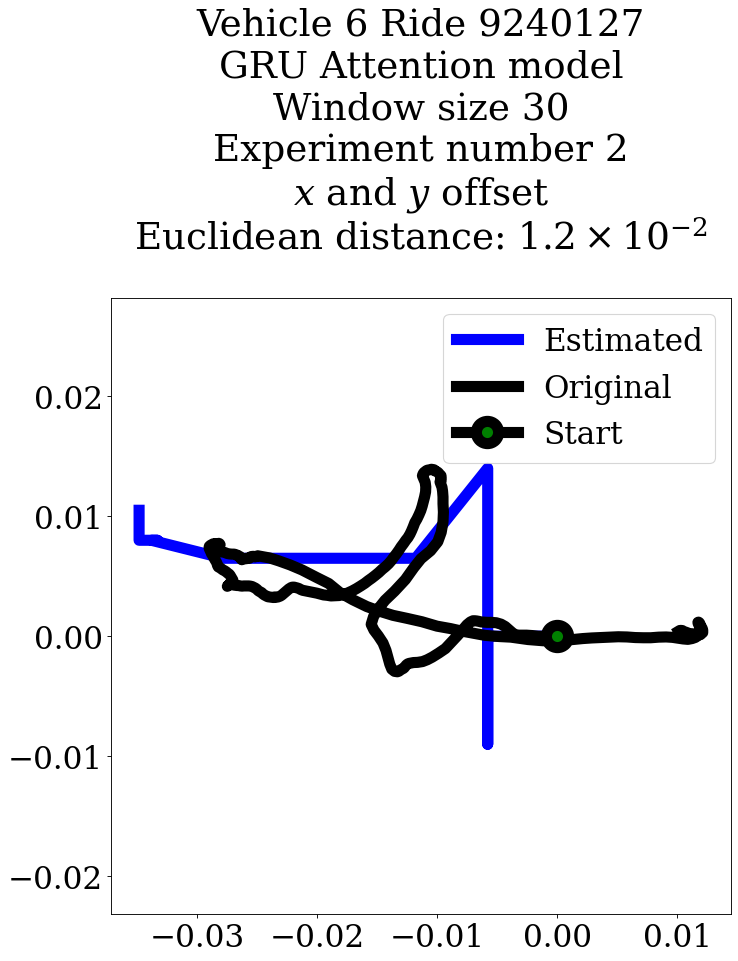 Vehicle 6 Ride 9240127
GRU Attention model
Window size 30
Experiment number 2
x and y offset
Euclidean distance: 1.2 × 10⁻²
Estimated
Original
Start
0.02
0.01
0.00
−0.01
−0.02
−0.03 −0.02 −0.01 0.00 0.01